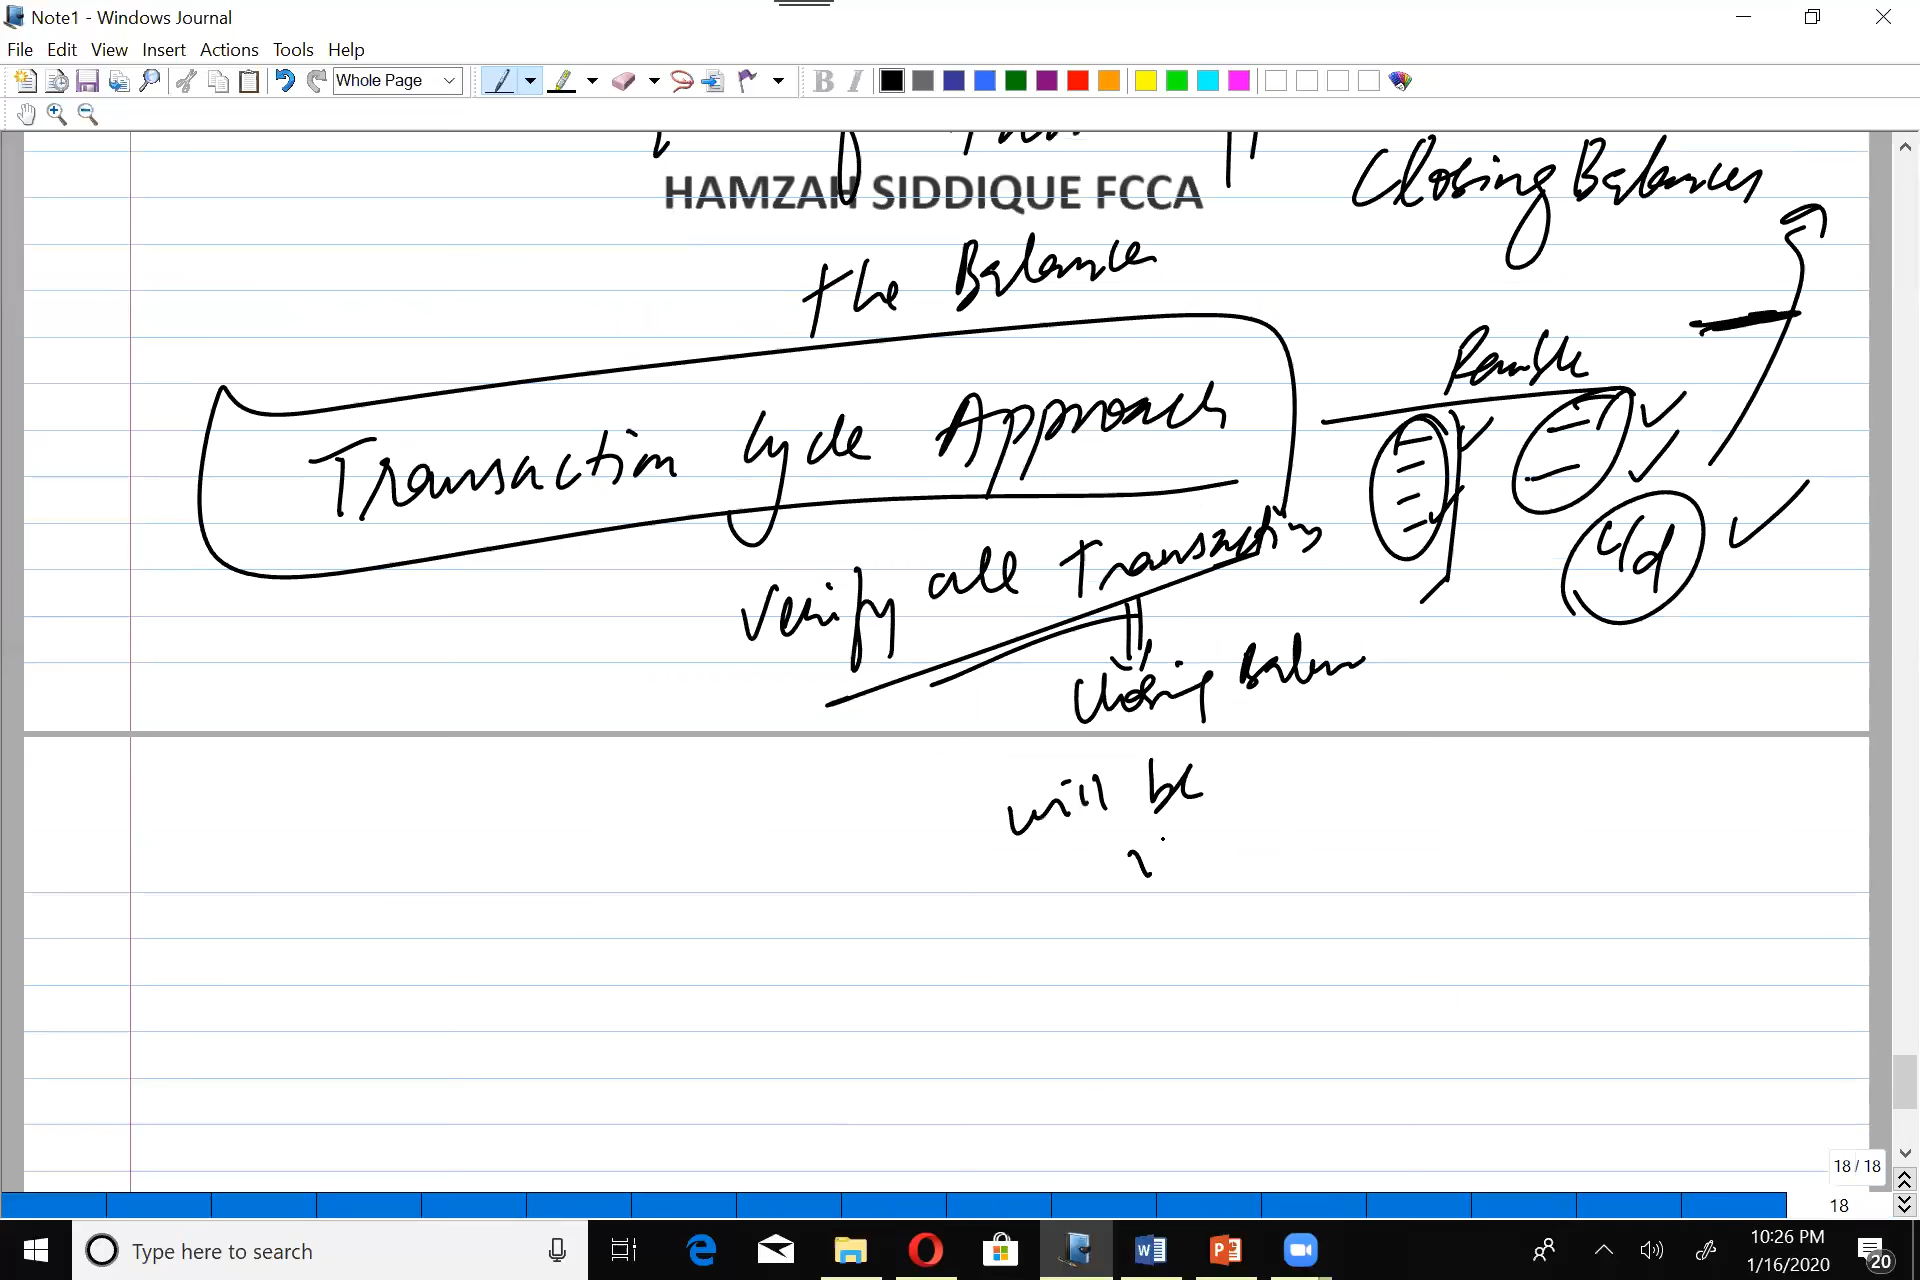 Note1 - Windows Journal
File Edit View Insert Actions Tools Help
Whole Page
B I
HAMZAH SIDDIQUE FCCA
Closing Balances
the Balances
Transaction Cycle Approach
c/d
Verify all Transactions
Closing Balance
will be
18 / 18
18
Type here to search
10:26 PM
1/16/2020
20